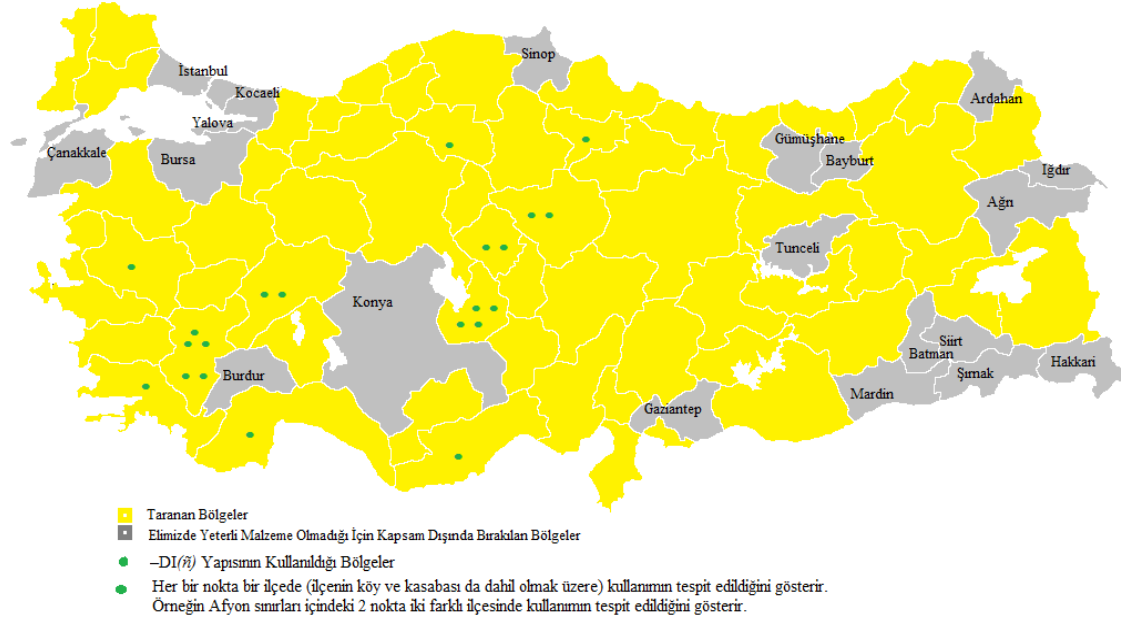 Sinop
İstanbul
Kocaeli
Ardahan
Yalova
Gümüşhane
Çanakkale
Bursa
Bayburt
Iğdır
Ağrı
Tunceli
Konya
Siirt
Batman
Hakkari
Burdur
Şırnak
Mardin
Gaziantep
Taranan Bölgeler
Elimizde Yeterli Malzeme Olmadığı İçin Kapsam Dışında Bırakılan Bölgeler
–DI(ñ) Yapısının Kullanıldığı Bölgeler
Her bir nokta bir ilçede (ilçenin köy ve kasabası da dahil olmak üzere) kullanımın tespit edildiğini gösterir.
Örneğin Afyon sınırları içindeki 2 nokta iki farklı ilçesinde kullanımın tespit edildiğini gösterir.